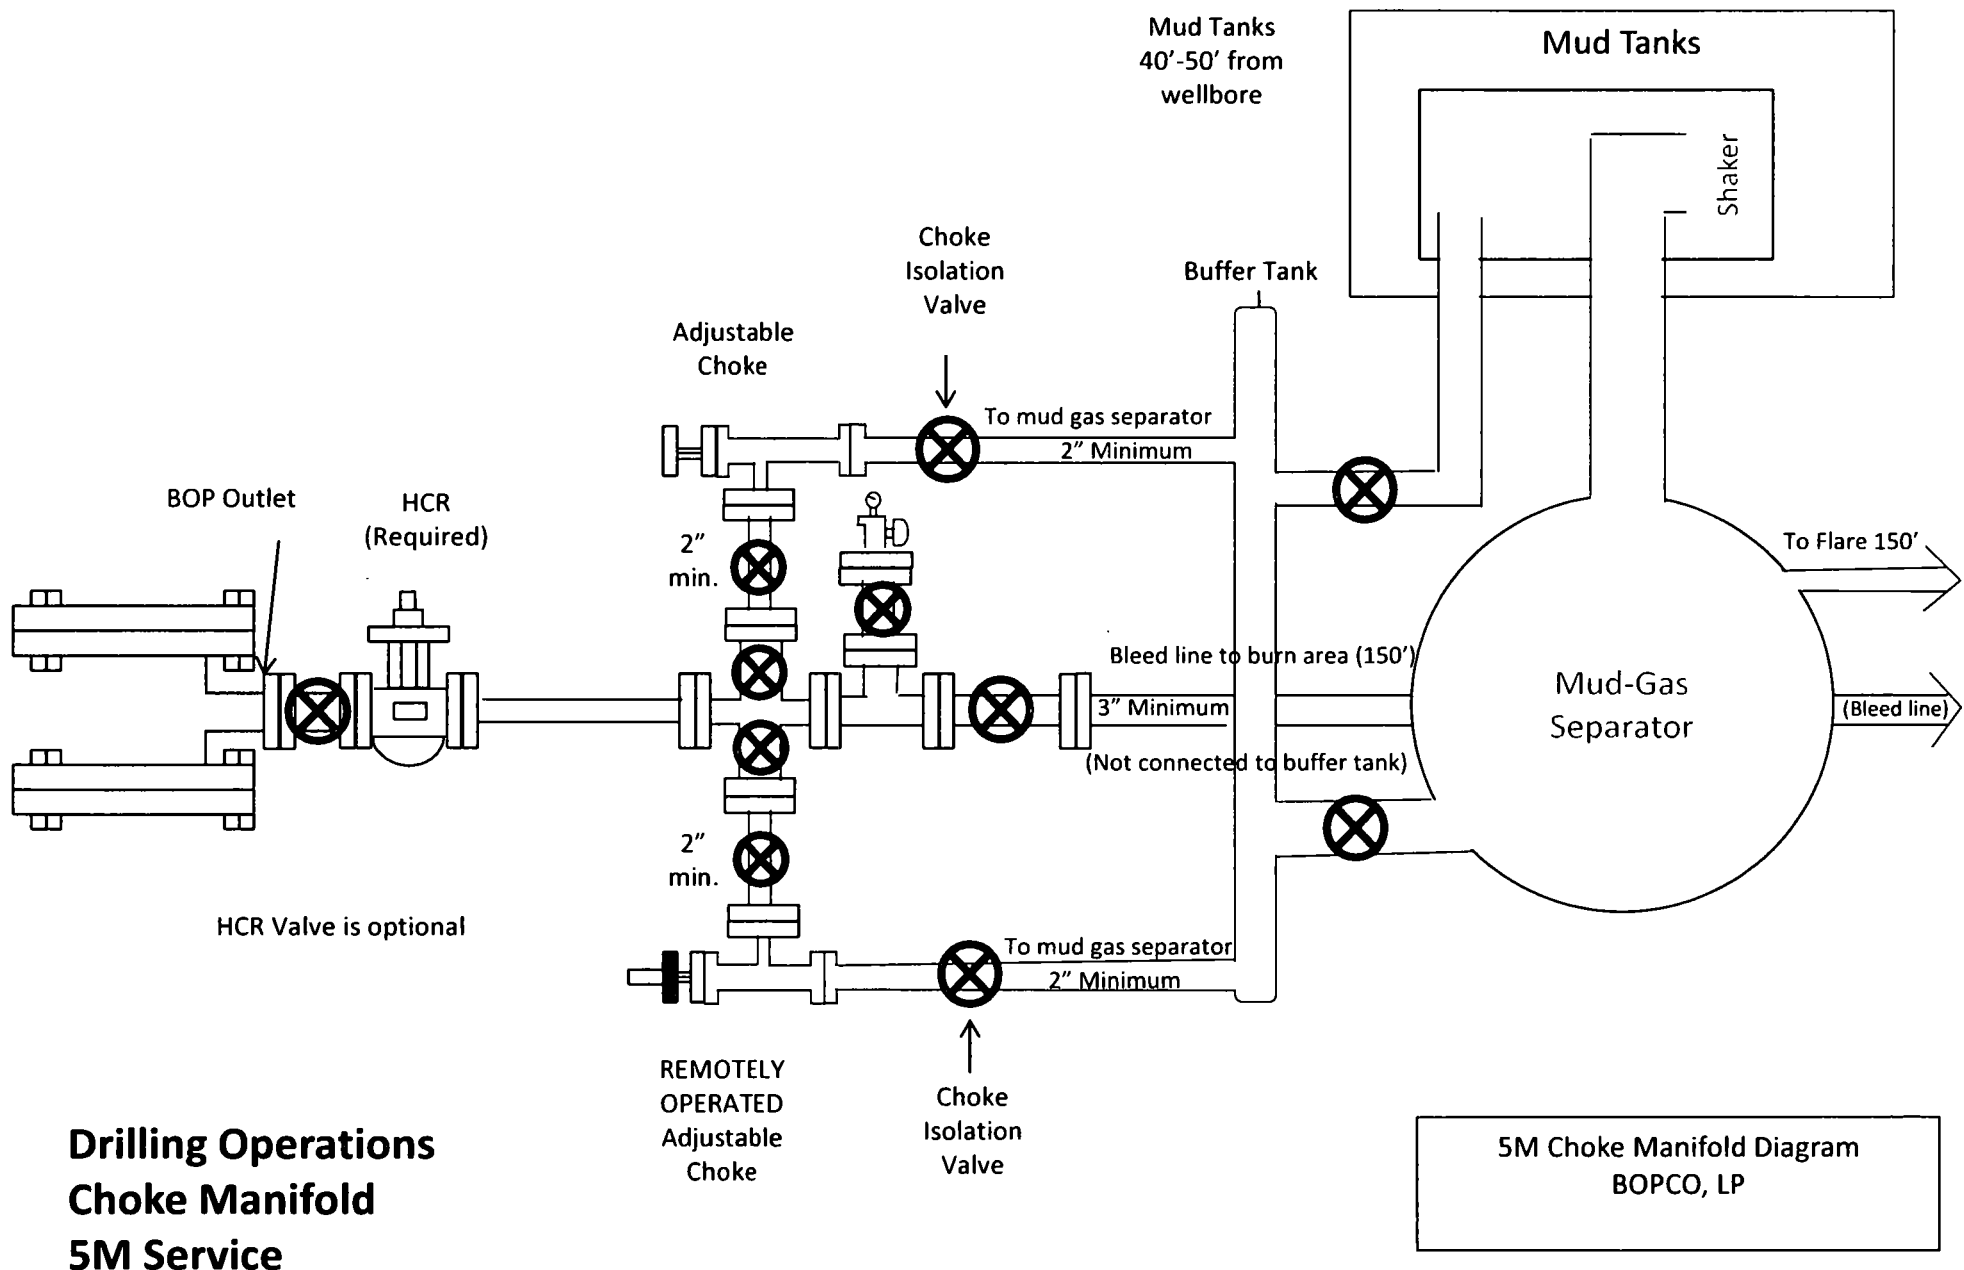 Mud Tanks
40’-50’ from
wellbore
Mud Tanks
Shaker
Choke
Isolation
Valve
Buffer Tank
Adjustable
Choke
To mud gas separator
2” Minimum
BOP Outlet
HCR
(Required)
2”
min.
To Flare 150’
Bleed line to burn area (150’)
3” Minimum
(Not connected to buffer tank)
Mud-Gas
Separator
(Bleed line)
2”
min.
HCR Valve is optional
To mud gas separator
2” Minimum
REMOTELY
OPERATED
Adjustable
Choke
Choke
Isolation
Valve
Drilling Operations
Choke Manifold
5M Service
5M Choke Manifold Diagram
BOPCO, LP